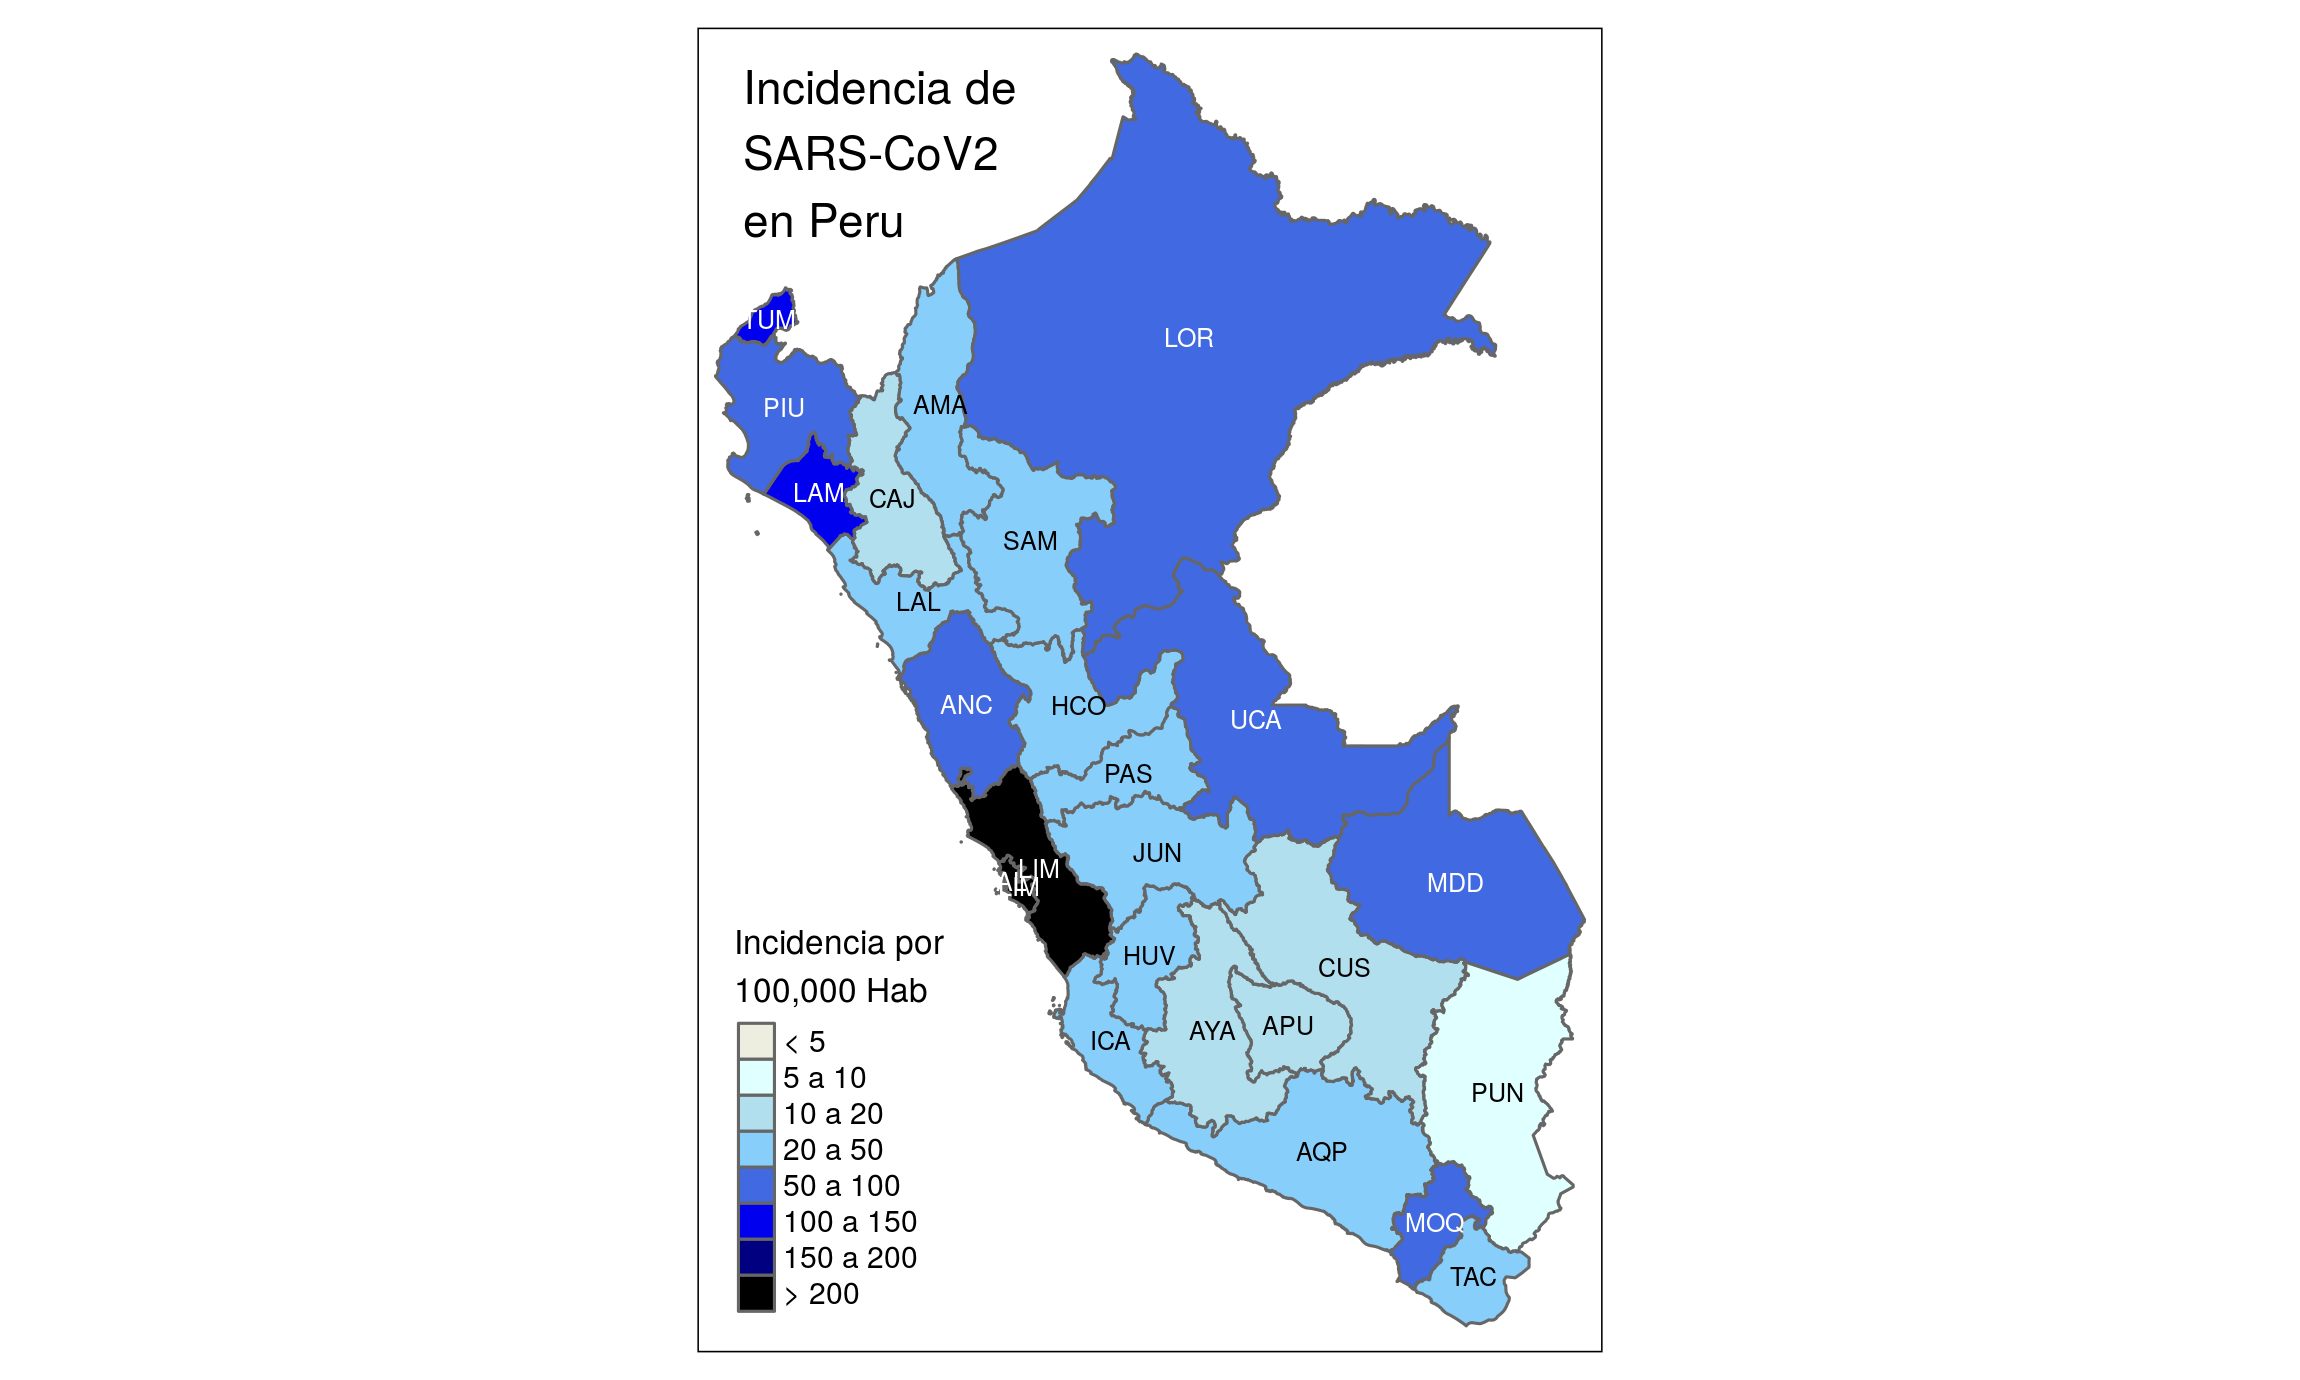 Incidencia de
SARS-CoV2
en Peru
LOR
TUM
PIU
AMA
LAM
CAJ
SAM
LAL
ANC
HCO
UCA
PAS
JUN
LIM
MDD
HUV
CUS
ICA
AYA
APU
PUN
AQP
MOQ
TAC
Incidencia por
100,000 Hab
< 5
5 a 10
10 a 20
20 a 50
50 a 100
100 a 150
150 a 200
> 200